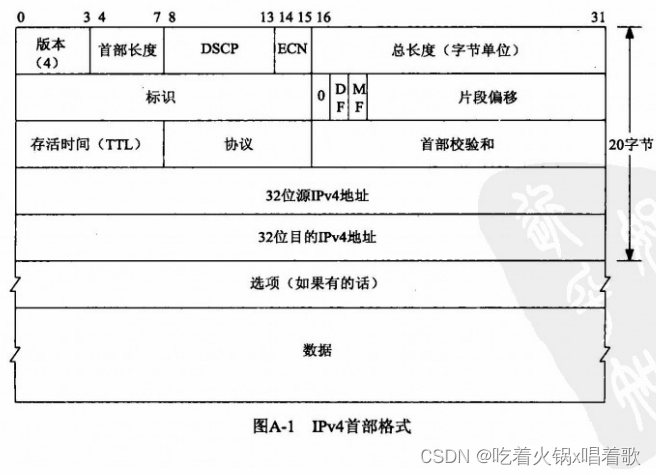 0 3 4 7 8 13 14 15 16 31
版本 首部长度 DSCP ECN 总长度(字节单位)
(4)
标识 0 DF MF 片段偏移
存活时间(TTL) 协议 首部校验和
20字节
32位源IPv4地址
32位目的IPv4地址
选项(如果有的话)
数据
图A-1 IPv4首部格式
CSDN @吃着火锅x唱着歌